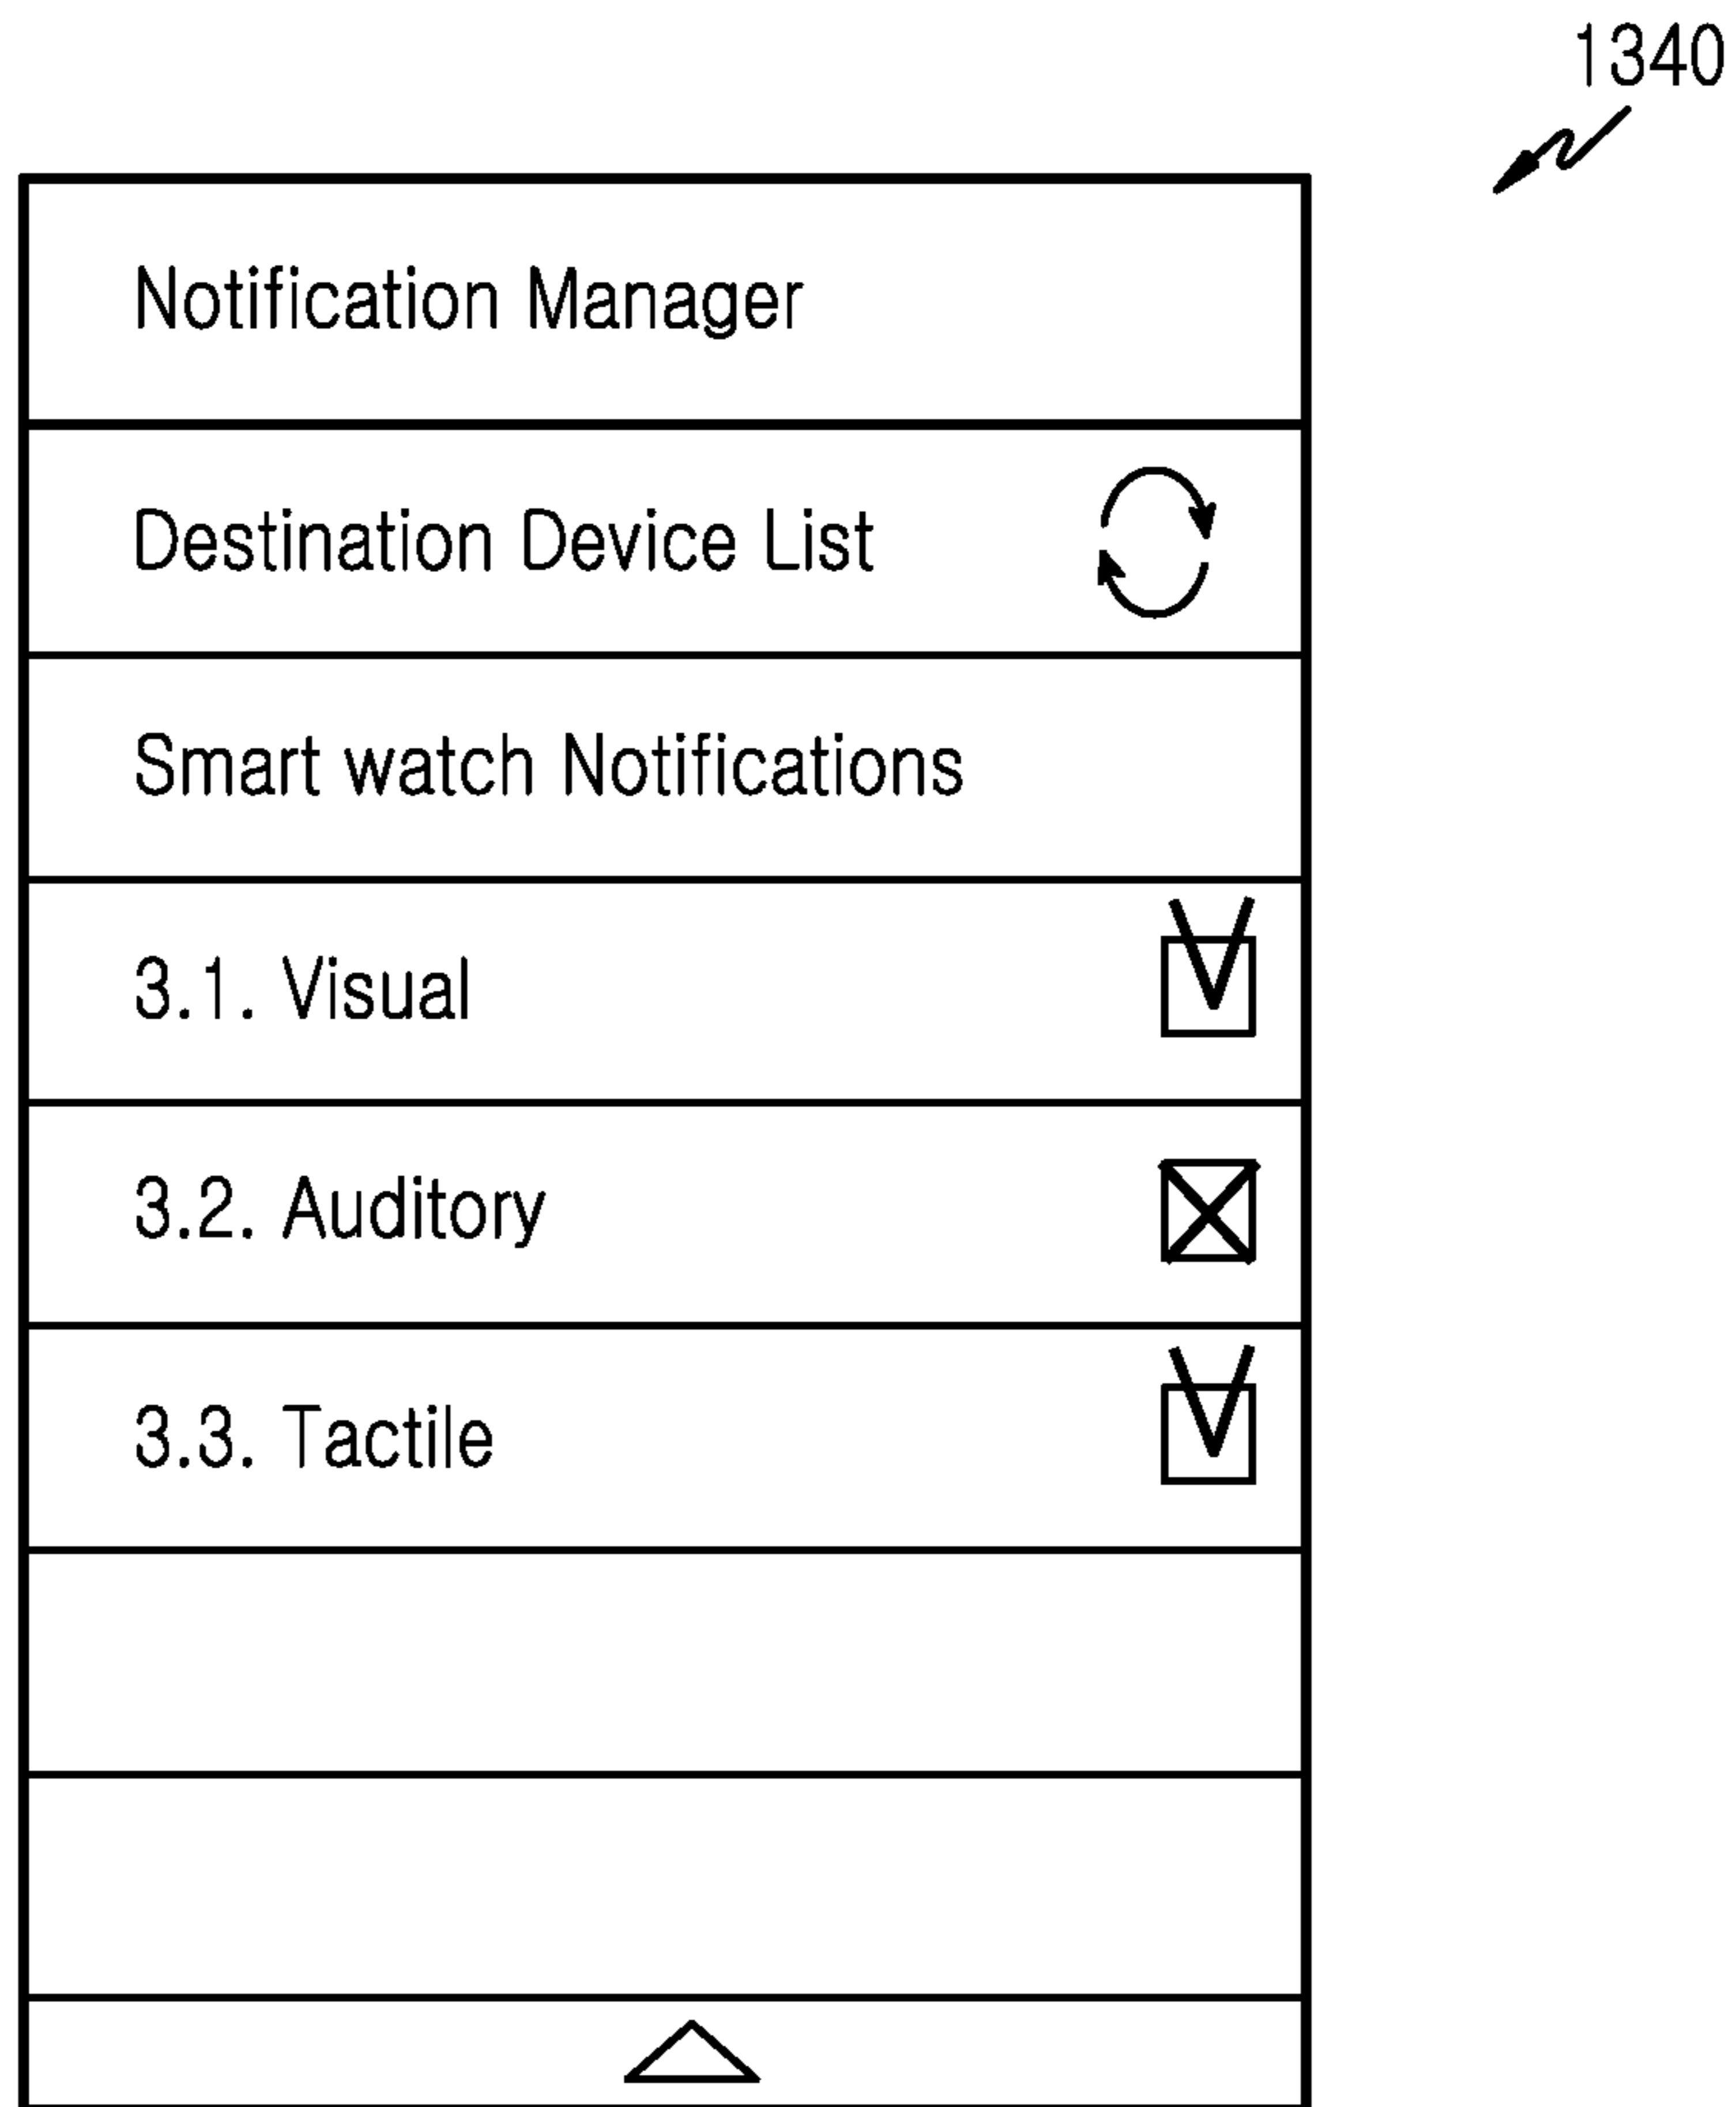 1340
Notification Manager
Destination Device List
Smart watch Notifications
3.1. Visual
3.2. Auditory
3.3. Tactile